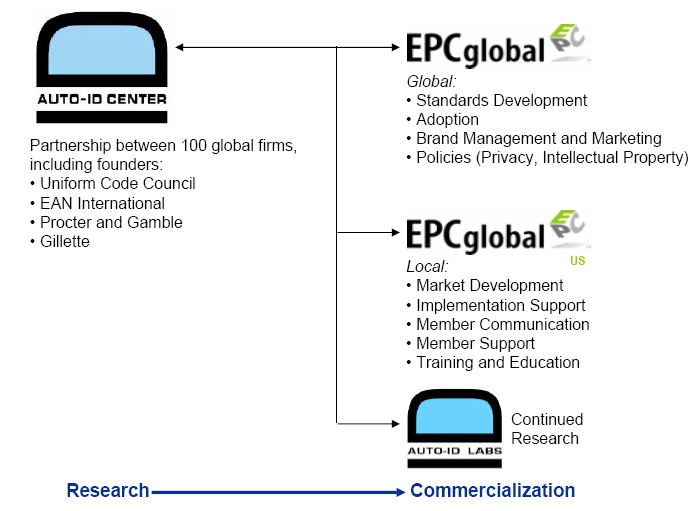 AUTO-ID CENTER
Partnership between 100 global firms,
including founders:
• Uniform Code Council
• EAN International
• Procter and Gamble
• Gillette
EPCglobal EPC
Global:
• Standards Development
• Adoption
• Brand Management and Marketing
• Policies (Privacy, Intellectual Property)
EPCglobal EPC
US
Local:
• Market Development
• Implementation Support
• Member Communication
• Member Support
• Training and Education
AUTO-ID LABS
Continued
Research
Research
Commercialization